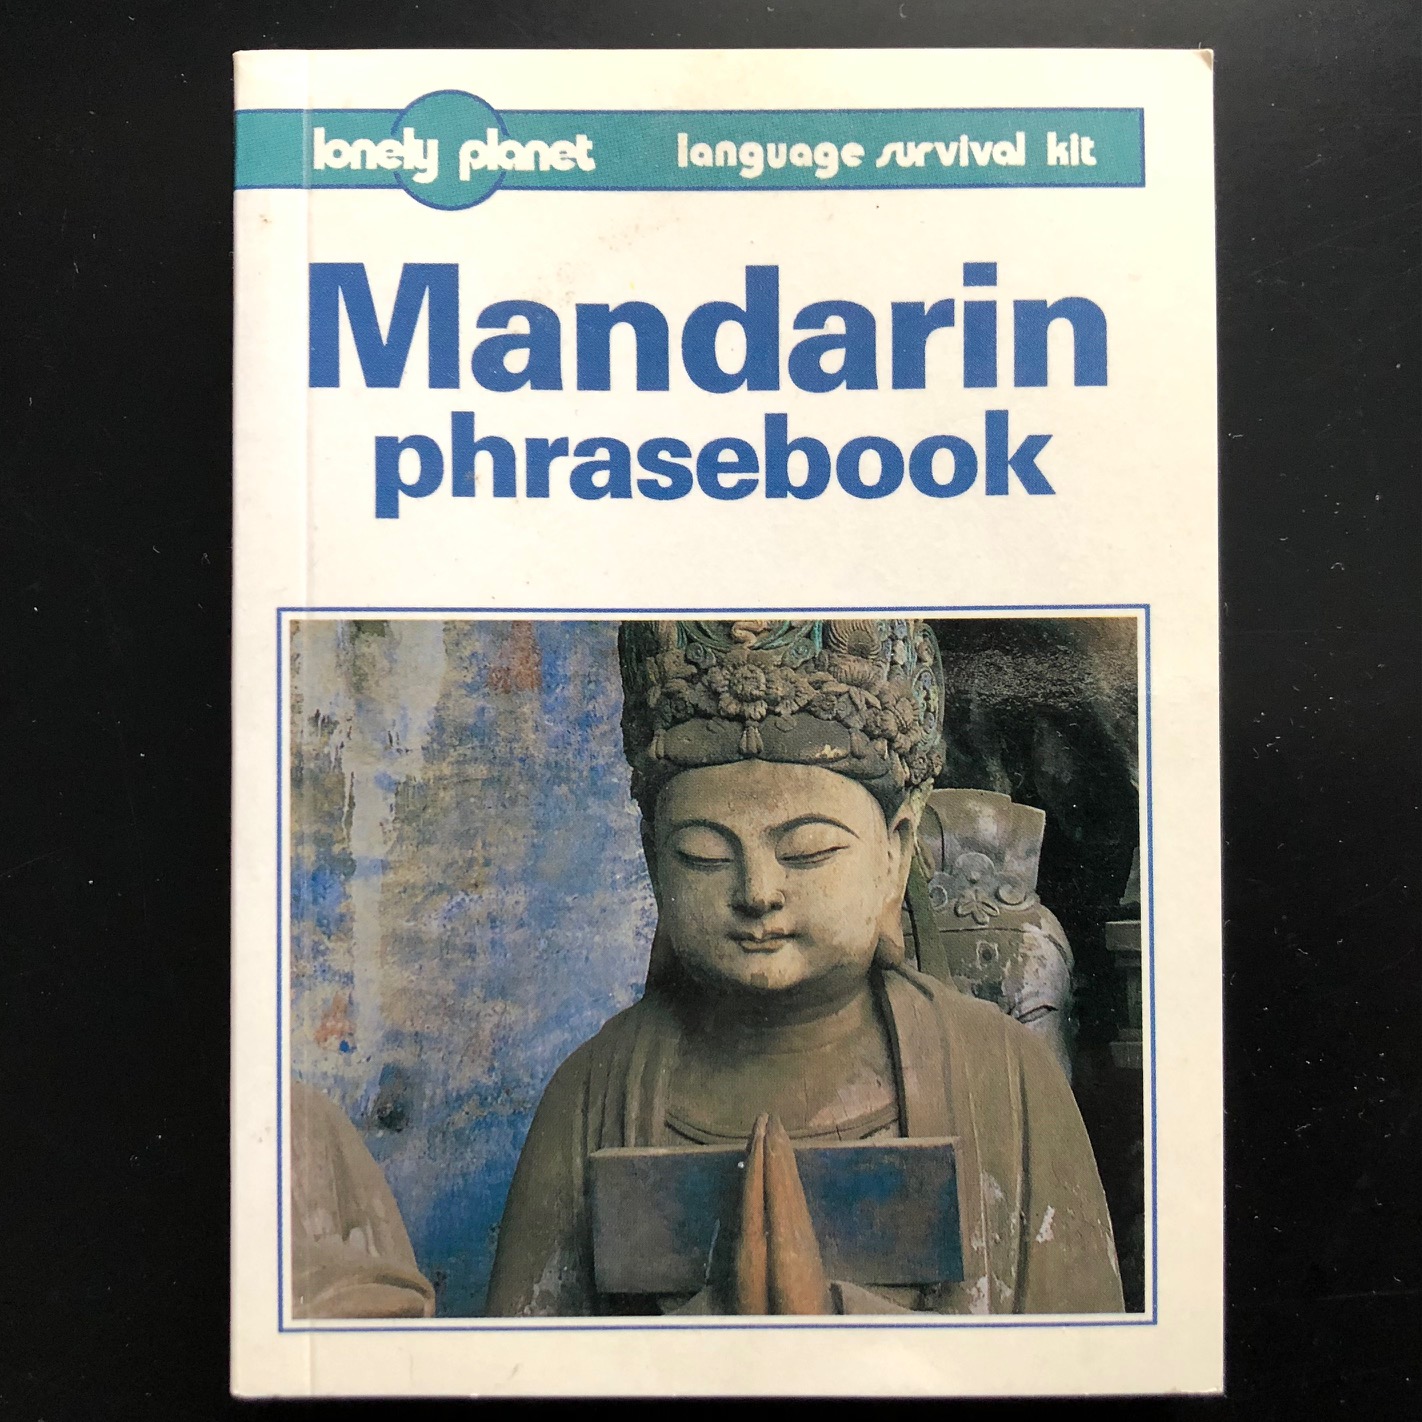 lonely planet language survival kit
Mandarin
phrasebook